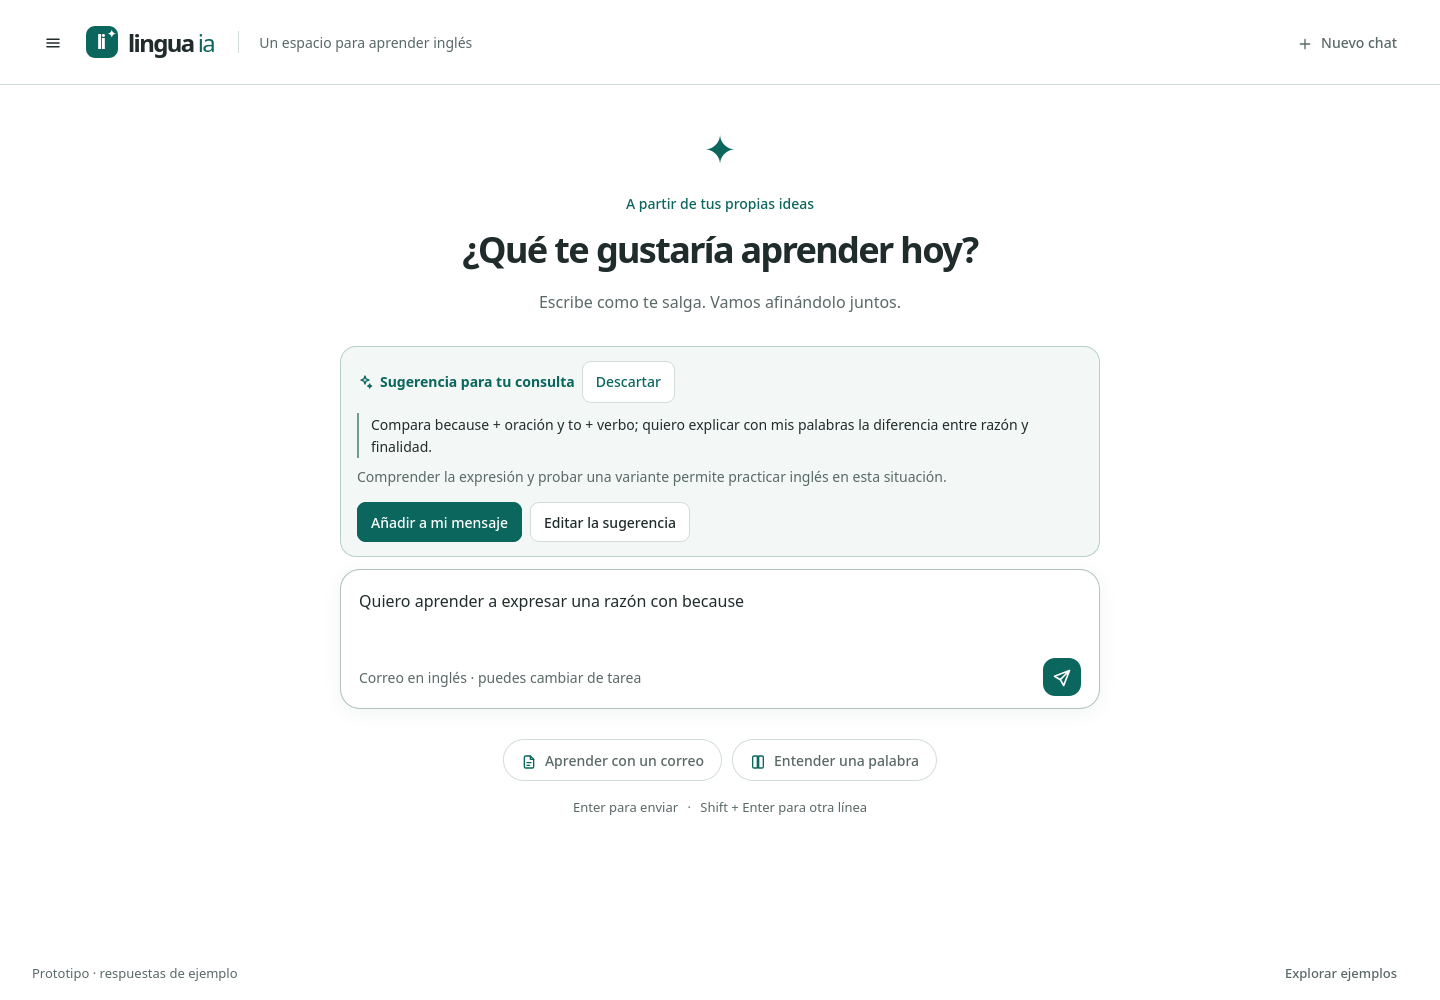 li
lingua ia
Un espacio para aprender inglés
Nuevo chat
A partir de tus propias ideas
¿Qué te gustaría aprender hoy?
Escribe como te salga. Vamos afinándolo juntos.
Sugerencia para tu consulta
Descartar
Compara because + oración y to + verbo; quiero explicar con mis palabras la diferencia entre razón y
finalidad.
Comprender la expresión y probar una variante permite practicar inglés en esta situación.
Añadir a mi mensaje
Editar la sugerencia
Quiero aprender a expresar una razón con because
Correo en inglés · puedes cambiar de tarea
Aprender con un correo
Entender una palabra
Enter para enviar · Shift + Enter para otra línea
Prototipo · respuestas de ejemplo
Explorar ejemplos